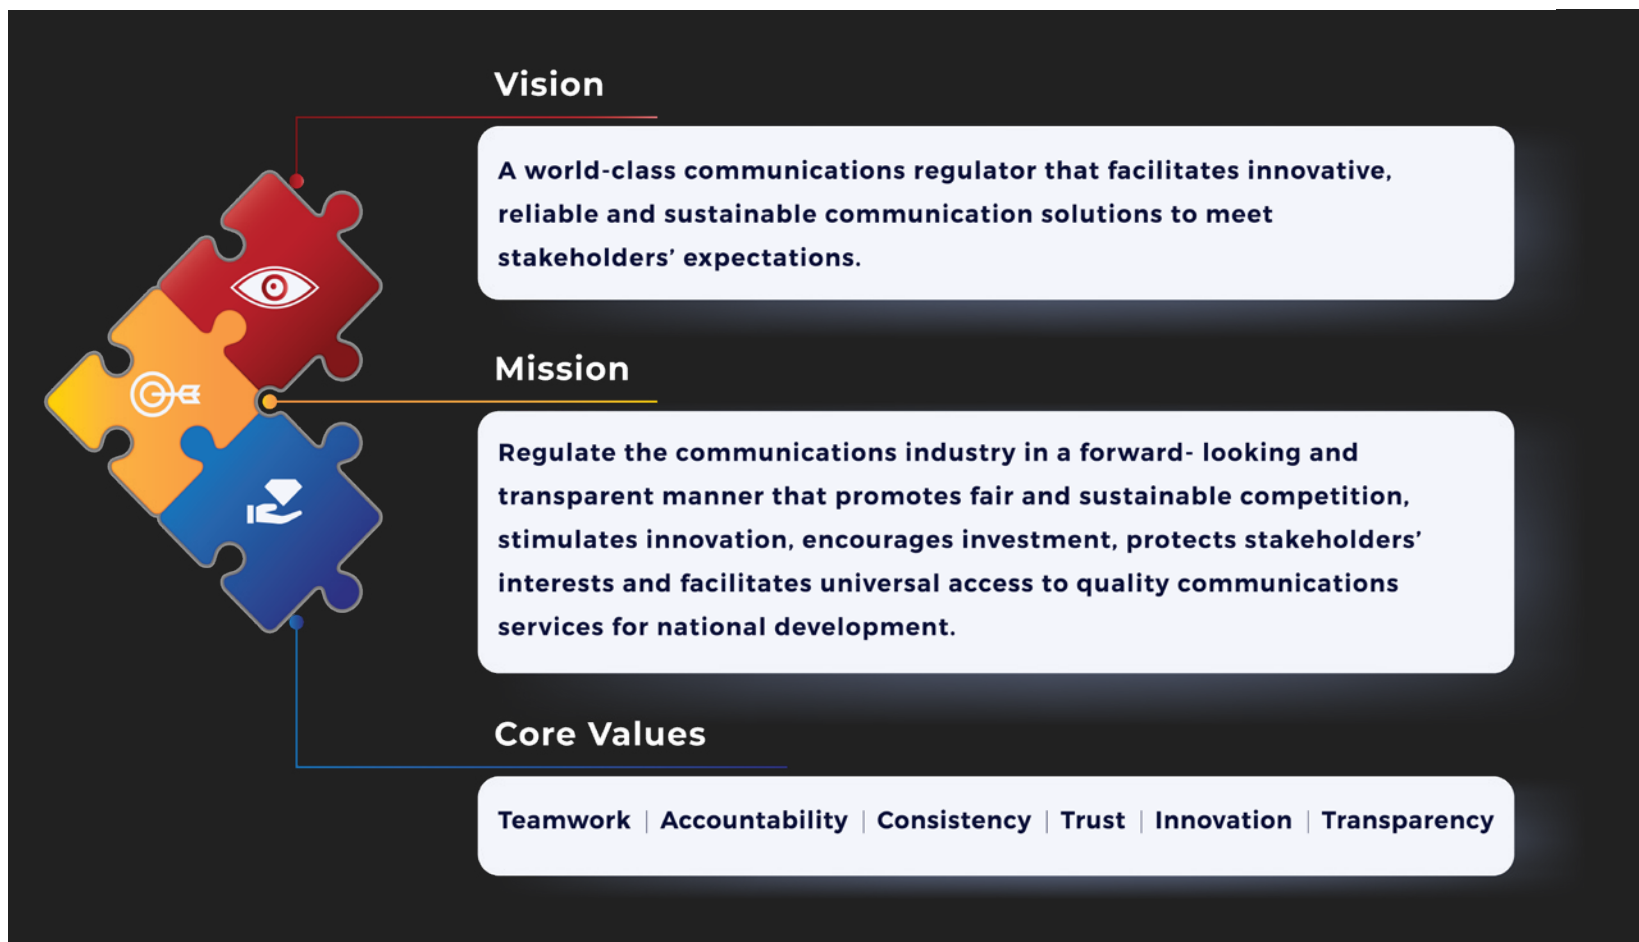 Vision
A world-class communications regulator that facilitates innovative,
reliable and sustainable communication solutions to meet
stakeholders’ expectations.
Mission
Regulate the communications industry in a forward- looking and
transparent manner that promotes fair and sustainable competition,
stimulates innovation, encourages investment, protects stakeholders’
interests and facilitates universal access to quality communications
services for national development.
Core Values
Teamwork | Accountability | Consistency | Trust | Innovation | Transparency